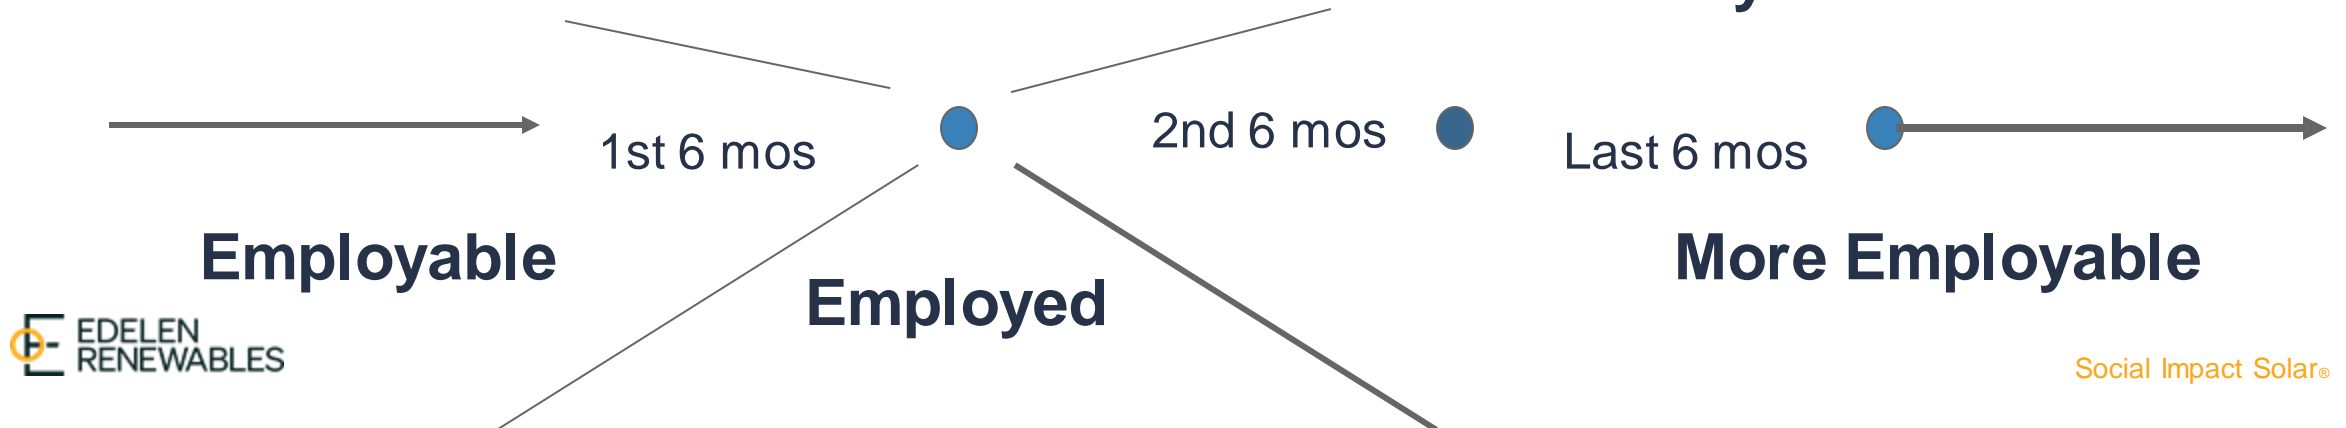 1st 6 mos
2nd 6 mos
Last 6 mos
Employable
Employed
More Employable
EDELEN
RENEWABLES
Social Impact Solar®